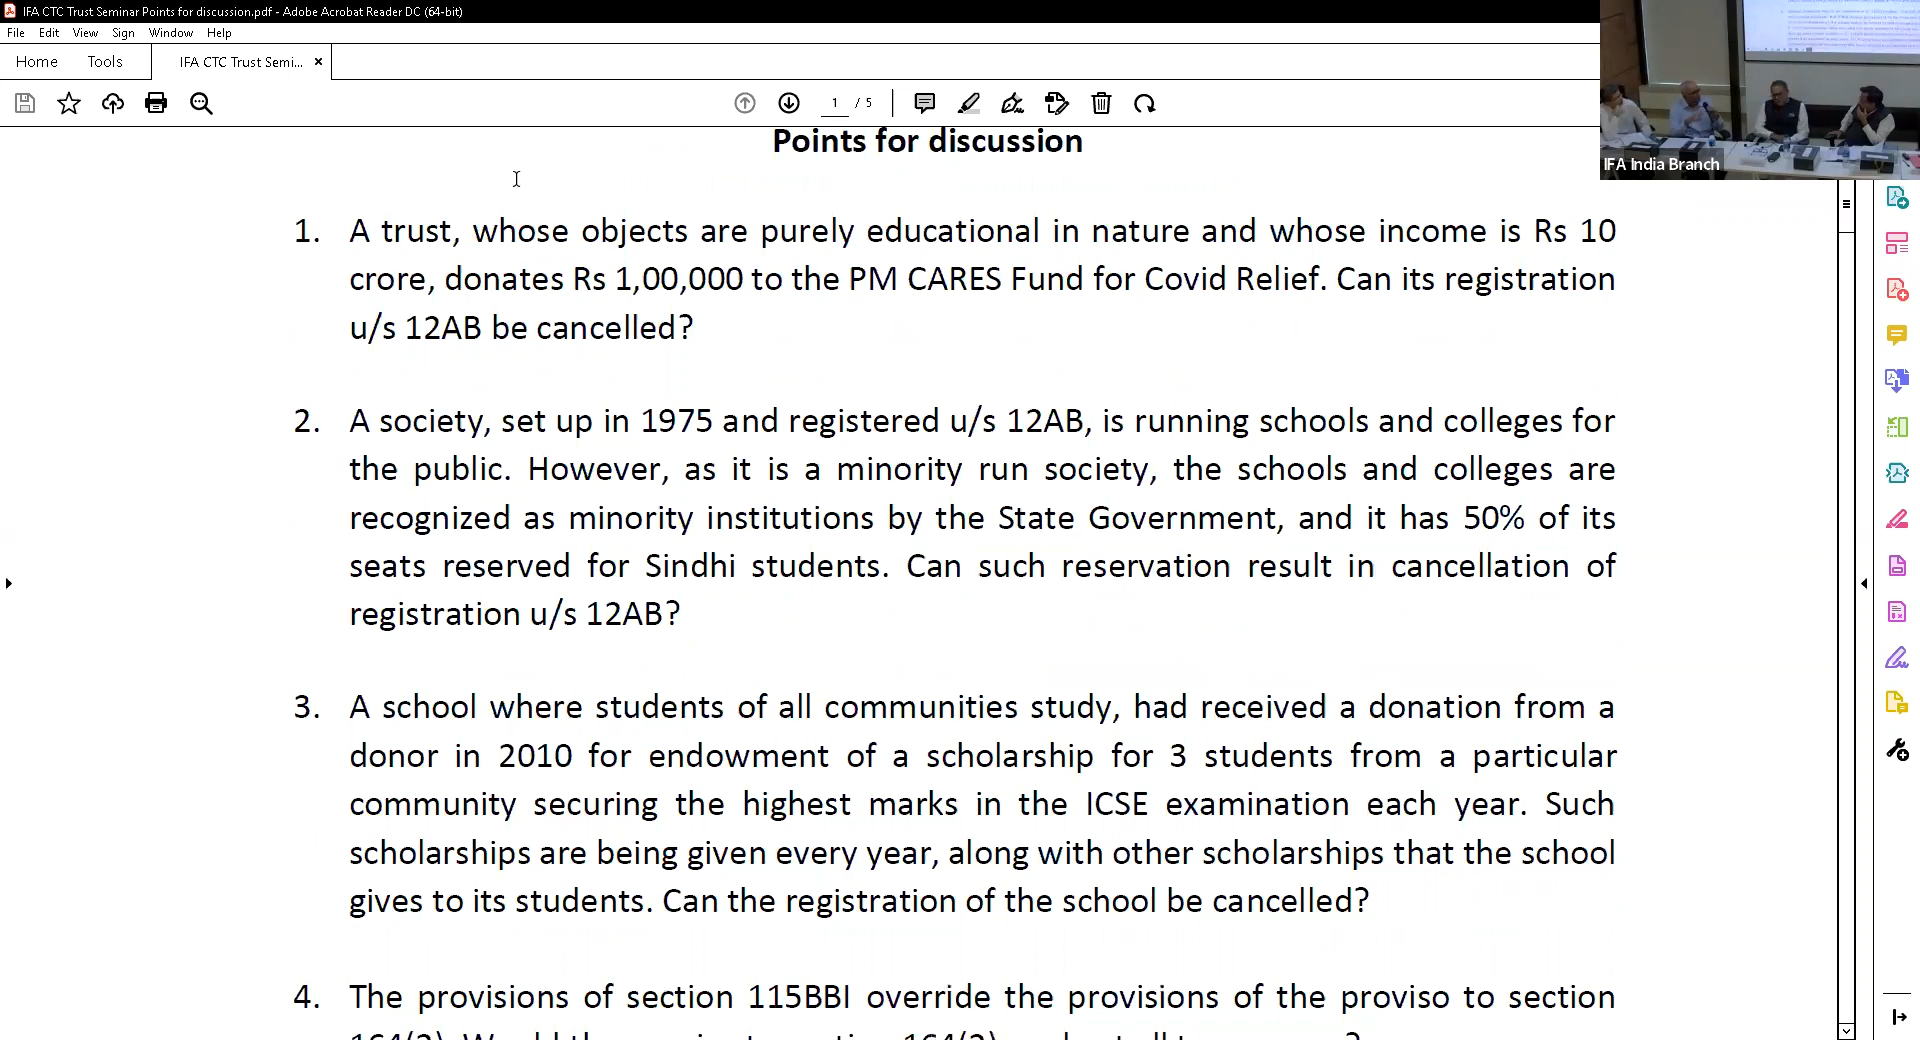 IFA CTC Trust Seminar Points for discussion.pdf - Adobe Acrobat Reader DC (64-bit)
File Edit View Sign Window Help
Home Tools IFA CTC Trust Semi... ×
1 / 5
IFA India Branch
Points for discussion
1. A trust, whose objects are purely educational in nature and whose income is Rs 10
crore, donates Rs 1,00,000 to the PM CARES Fund for Covid Relief. Can its registration
u/s 12AB be cancelled?
2. A society, set up in 1975 and registered u/s 12AB, is running schools and colleges for
the public. However, as it is a minority run society, the schools and colleges are
recognized as minority institutions by the State Government, and it has 50% of its
seats reserved for Sindhi students. Can such reservation result in cancellation of
registration u/s 12AB?
3. A school where students of all communities study, had received a donation from a
donor in 2010 for endowment of a scholarship for 3 students from a particular
community securing the highest marks in the ICSE examination each year. Such
scholarships are being given every year, along with other scholarships that the school
gives to its students. Can the registration of the school be cancelled?
4. The provisions of section 115BBI override the provisions of the proviso to section